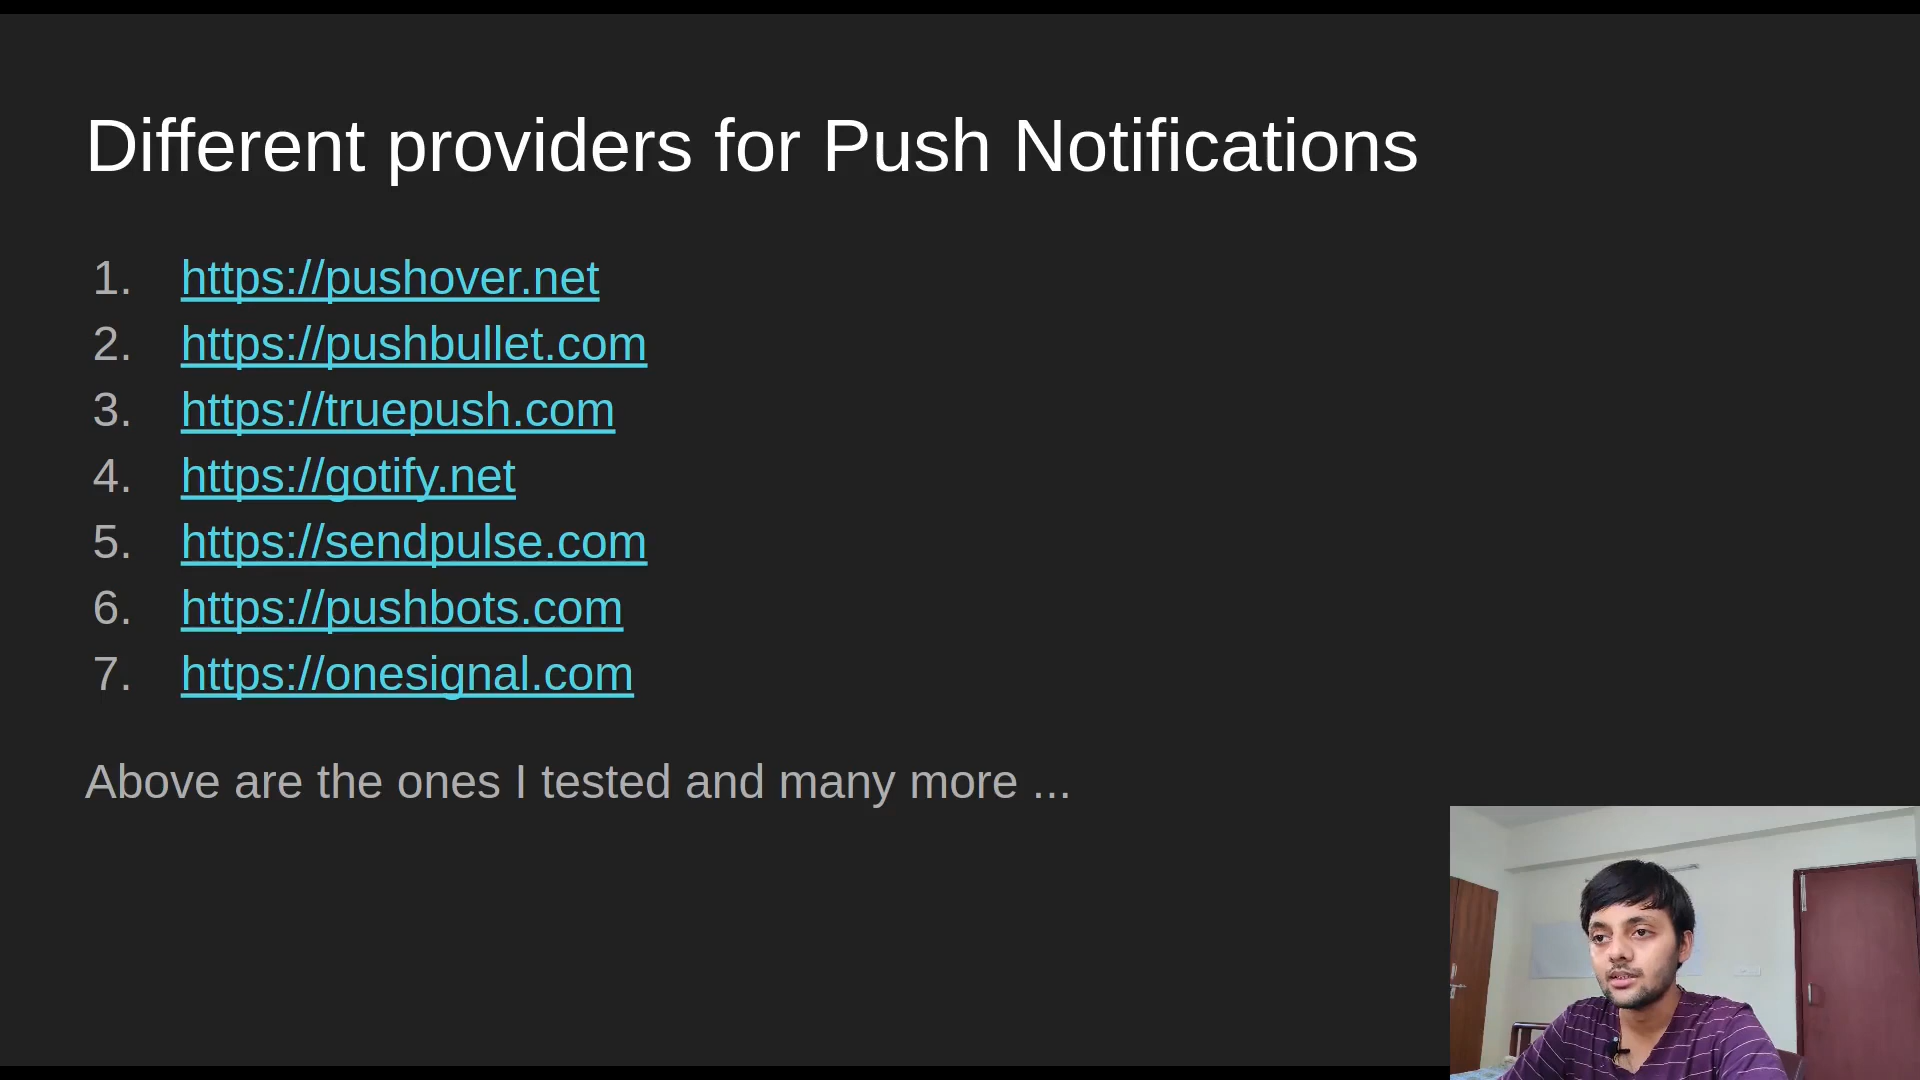 Different providers for Push Notifications
1. https://pushover.net
2. https://pushbullet.com
3. https://truepush.com
4. https://gotify.net
5. https://sendpulse.com
6. https://pushbots.com
7. https://onesignal.com
Above are the ones I tested and many more ...